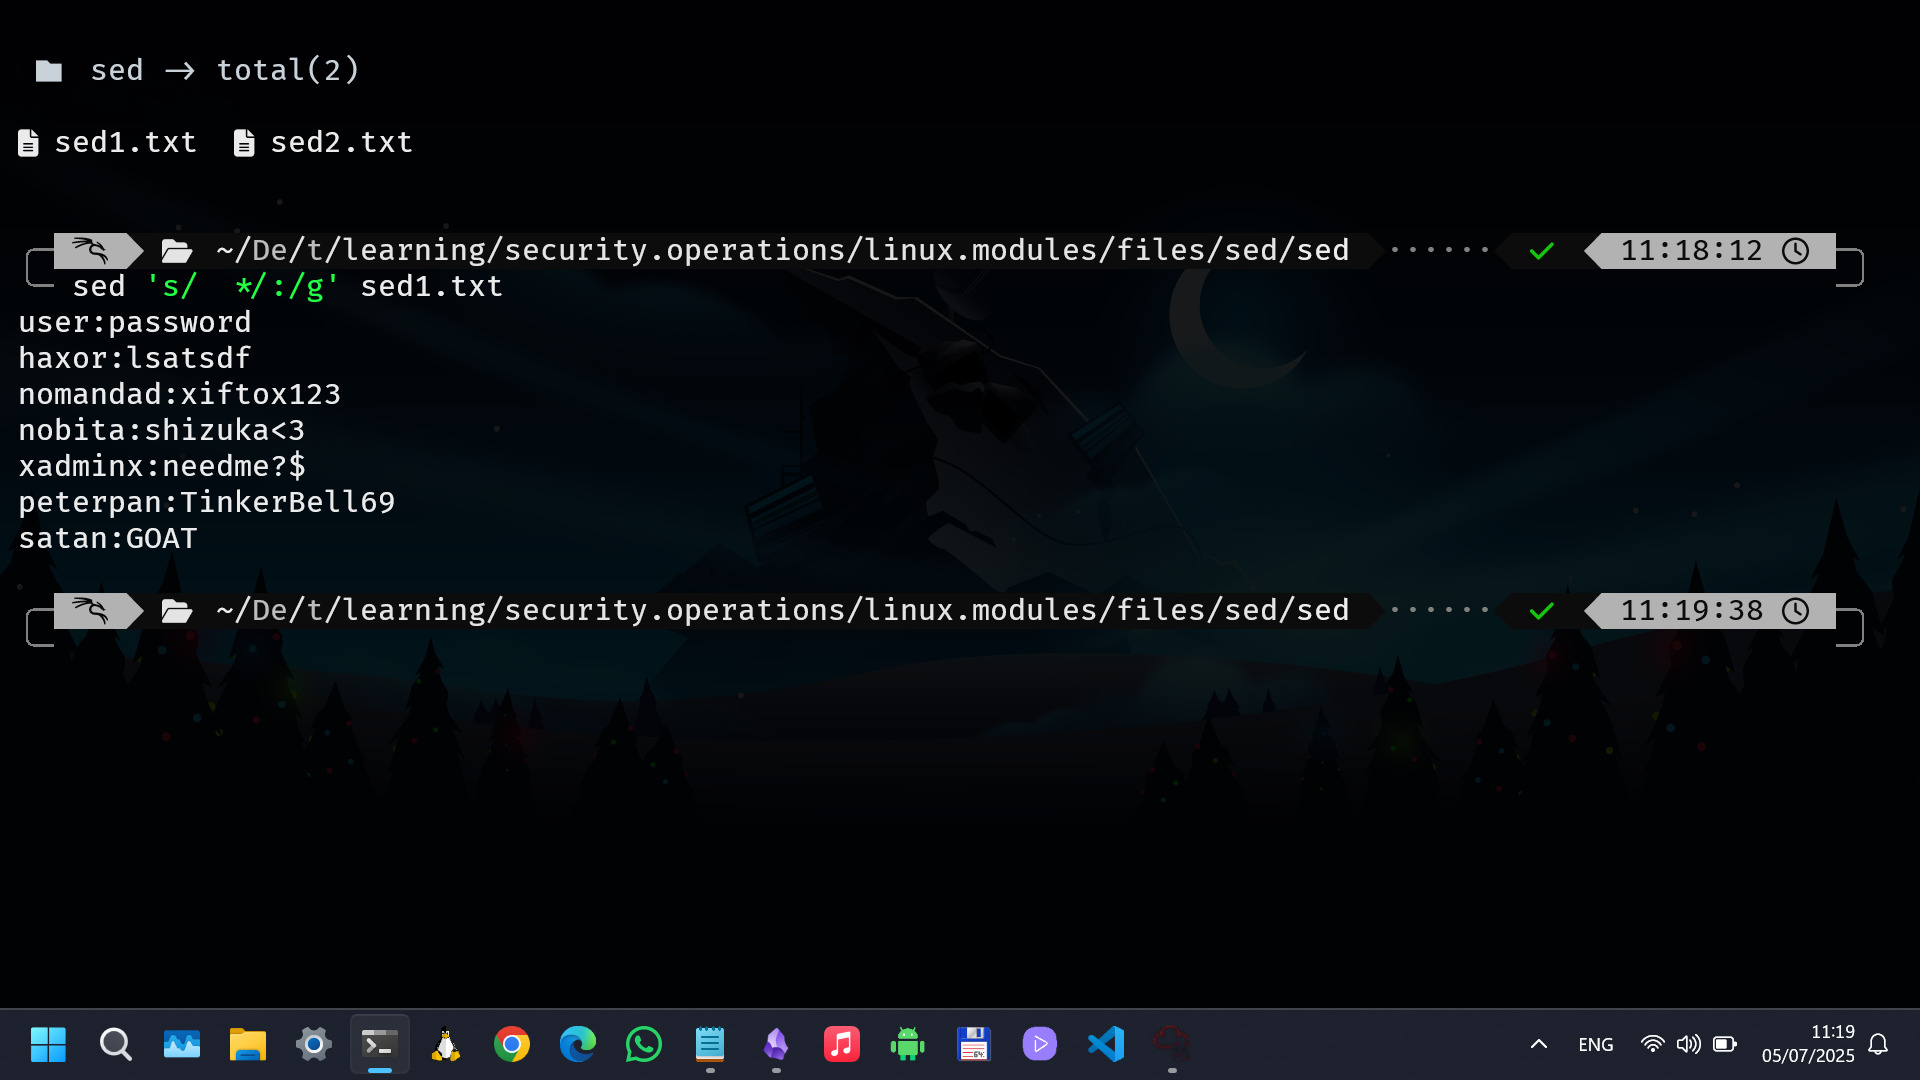 sed → total(2)
sed1.txt sed2.txt
~/De/t/learning/security.operations/linux.modules/files/sed/sed ······ ✓ 11:18:12
sed 's/  */:/g' sed1.txt
user:password
haxor:lsatsdf
nomandad:xiftox123
nobita:shizuka<3
xadminx:needme?$
peterpan:TinkerBell69
satan:GOAT
~/De/t/learning/security.operations/linux.modules/files/sed/sed ······ ✓ 11:19:38
ENG
11:19
05/07/2025